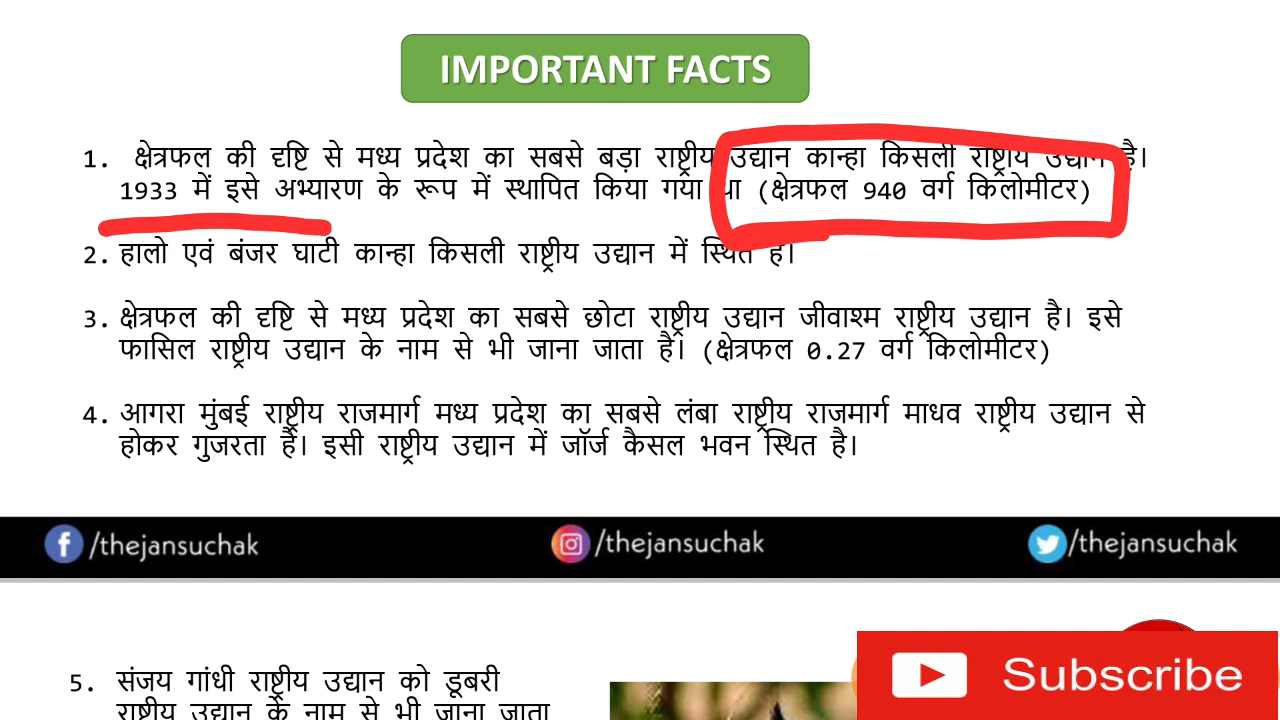 IMPORTANT FACTS
1. क्षेत्रफल की दृष्टि से मध्य प्रदेश का सबसे बड़ा राष्ट्रीय उद्यान कान्हा किसली राष्ट्रीय उद्यान है।
1933 में इसे अभ्यारण के रूप में स्थापित किया गया था (क्षेत्रफल 940 वर्ग किलोमीटर)
2. हालो एवं बंजर घाटी कान्हा किसली राष्ट्रीय उद्यान में स्थित है।
3. क्षेत्रफल की दृष्टि से मध्य प्रदेश का सबसे छोटा राष्ट्रीय उद्यान जीवाश्म राष्ट्रीय उद्यान है। इसे
फासिल राष्ट्रीय उद्यान के नाम से भी जाना जाता है। (क्षेत्रफल 0.27 वर्ग किलोमीटर)
4. आगरा मुंबई राष्ट्रीय राजमार्ग मध्य प्रदेश का सबसे लंबा राष्ट्रीय राजमार्ग माधव राष्ट्रीय उद्यान से
होकर गुजरता है। इसी राष्ट्रीय उद्यान में जॉर्ज कैसल भवन स्थित है।
/thejansuchak /thejansuchak /thejansuchak
5. संजय गांधी राष्ट्रीय उद्यान को डूबरी
राष्ट्रीय उद्यान के नाम से भी जाना जाता
Subscribe